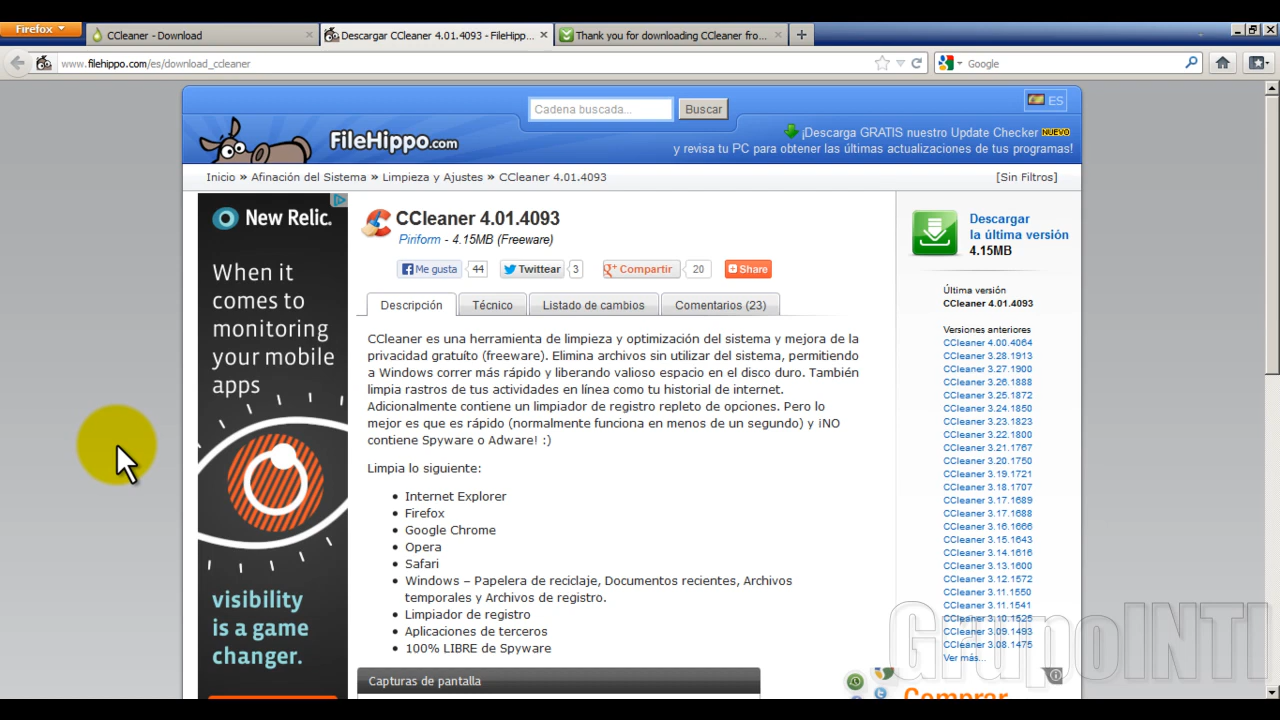 Firefox
CCleaner - Download
Descargar CCleaner 4.01.4093 - FileHipp...
Thank you for downloading CCleaner fro...
www.filehippo.com/es/download_ccleaner
Google
Cadena buscada...
Buscar
ES
FileHippo.com
¡Descarga GRATIS nuestro Update Checker NUEVO
y revisa tu PC para obtener las últimas actualizaciones de tus programas!
Inicio » Afinación del Sistema » Limpieza y Ajustes » CCleaner 4.01.4093
[Sin Filtros]
New Relic.
When it
comes to
monitoring
your mobile
apps
visibility
is a game
changer.
CCleaner 4.01.4093
Piriform - 4.15MB (Freeware)
Me gusta 44
Twittear 3
Compartir 20
Share
Descripción
Técnico
Listado de cambios
Comentarios (23)
CCleaner es una herramienta de limpieza y optimización del sistema y mejora de la
privacidad gratuíto (freeware). Elimina archivos sin utilizar del sistema, permitiendo
a Windows correr más rápido y liberando valioso espacio en el disco duro. También
limpia rastros de tus actividades en línea como tu historial de internet.
Adicionalmente contiene un limpiador de registro repleto de opciones. Pero lo
mejor es que es rápido (normalmente funciona en menos de un segundo) y ¡NO
contiene Spyware o Adware! :)
Limpia lo siguiente:
• Internet Explorer
• Firefox
• Google Chrome
• Opera
• Safari
• Windows – Papelera de reciclaje, Documentos recientes, Archivos
temporales y Archivos de registro.
• Limpiador de registro
• Aplicaciones de terceros
• 100% LIBRE de Spyware
Capturas de pantalla
Descargar
la última versión
4.15MB
Última versión
CCleaner 4.01.4093
Versiones anteriores
CCleaner 4.00.4064
CCleaner 3.28.1913
CCleaner 3.27.1900
CCleaner 3.26.1888
CCleaner 3.25.1872
CCleaner 3.24.1850
CCleaner 3.23.1823
CCleaner 3.22.1800
CCleaner 3.21.1767
CCleaner 3.20.1750
CCleaner 3.19.1721
CCleaner 3.18.1707
CCleaner 3.17.1689
CCleaner 3.17.1688
CCleaner 3.16.1666
CCleaner 3.15.1643
CCleaner 3.14.1616
CCleaner 3.13.1600
CCleaner 3.12.1572
CCleaner 3.11.1550
CCleaner 3.11.1541
CCleaner 3.10.1525
CCleaner 3.09.1493
CCleaner 3.08.1475
Ver más...
GrupoINTI
Comprar